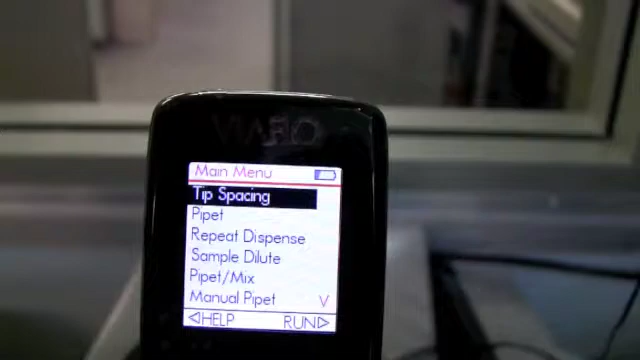 VIAFLO
Main Menu
Tip Spacing
Pipet
Repeat Dispense
Sample Dilute
Pipet/Mix
Manual Pipet V
◁HELP RUN▷